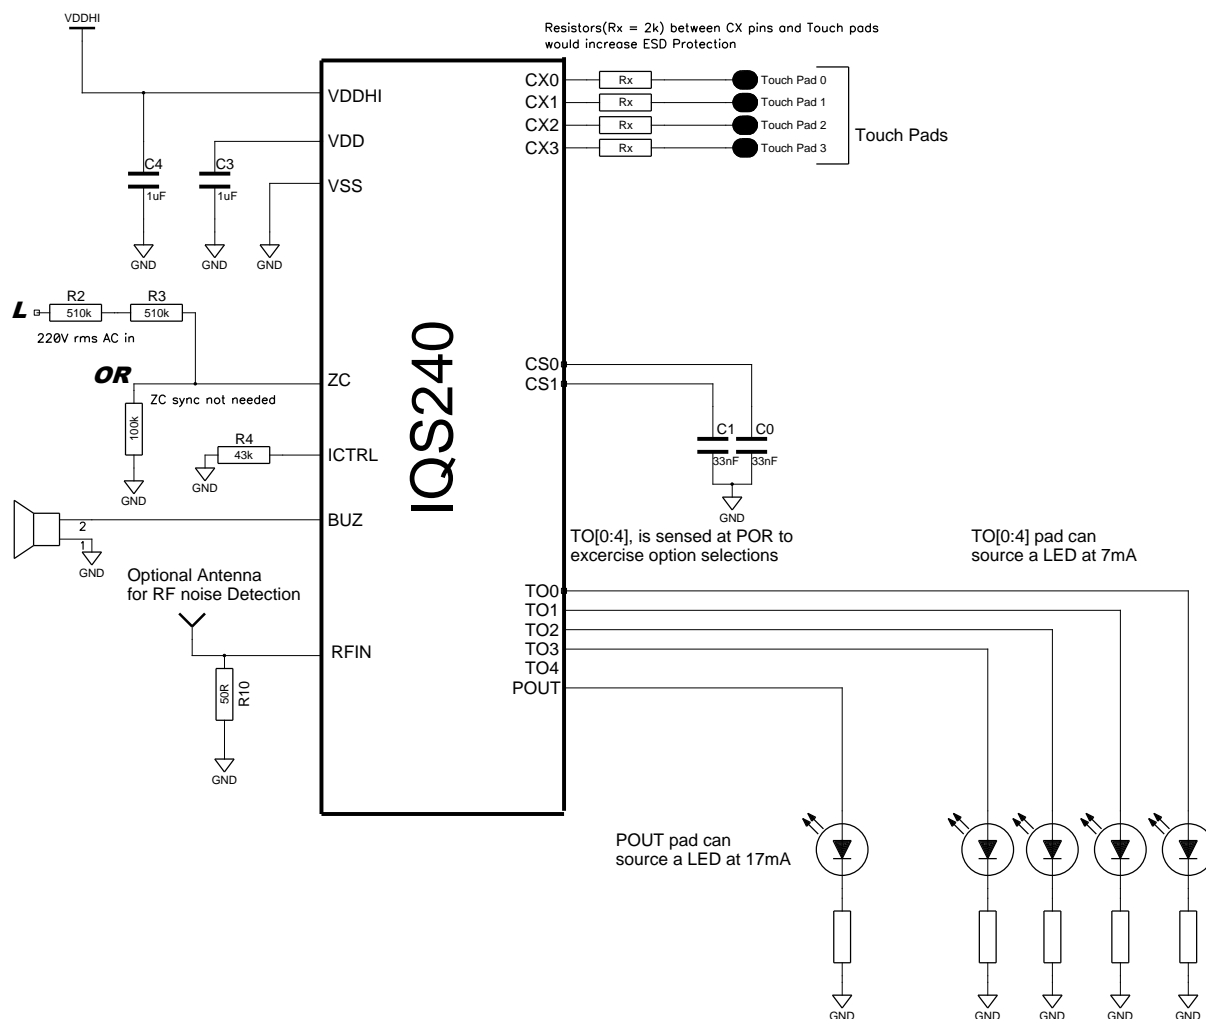 VDDHI
Resistors(Rx = 2k) between CX pins and Touch pads
would increase ESD Protection
VDDHI
VDD
VSS
C4
1uF
C3
1uF
GND
GND
GND
CX0
CX1
CX2
CX3
Rx
Rx
Rx
Rx
Touch Pad 0
Touch Pad 1
Touch Pad 2
Touch Pad 3
Touch Pads
L
R2
510k
R3
510k
220V rms AC in
OR
ZC sync not needed
100k
GND
ZC
R4
43k
GND
ICTRL
IQS240
CS0
CS1
C1
33nF
C0
33nF
GND
2
1
GND
BUZ
Optional Antenna
for RF noise Detection
RFIN
50R
R10
GND
TO[0:4], is sensed at POR to
excercise option selections
TO[0:4] pad can
source a LED at 7mA
TO0
TO1
TO2
TO3
TO4
POUT
POUT pad can
source a LED at 17mA
GND
GND
GND
GND
GND